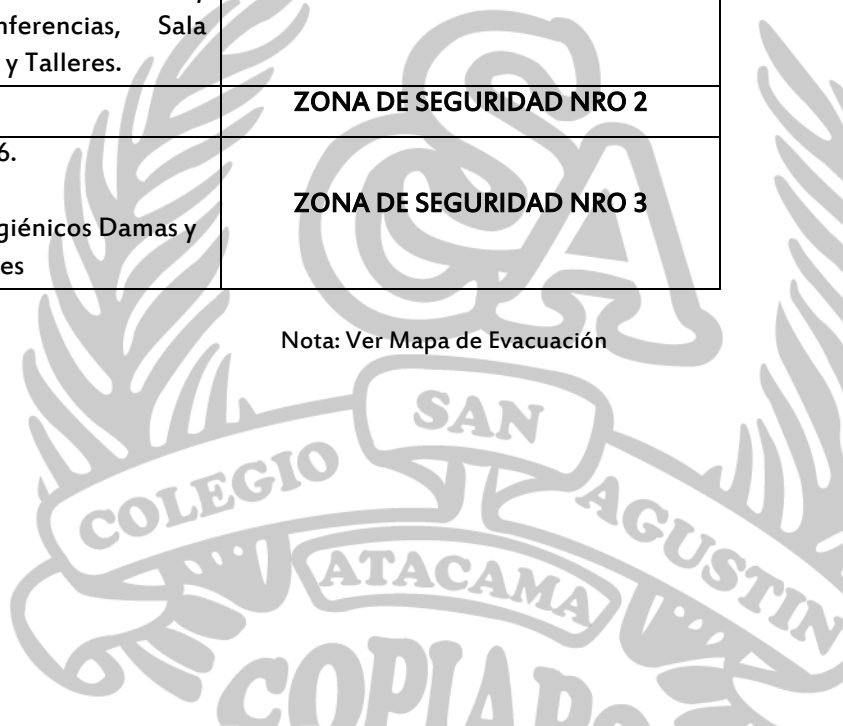 y
nferencias, Sala
y Talleres.
ZONA DE SEGURIDAD NRO 2
6.
ZONA DE SEGURIDAD NRO 3
giénicos Damas y
es
Nota: Ver Mapa de Evacuación
CSA
SAN
COLEGIO
AGUSTIN
ATACAMA